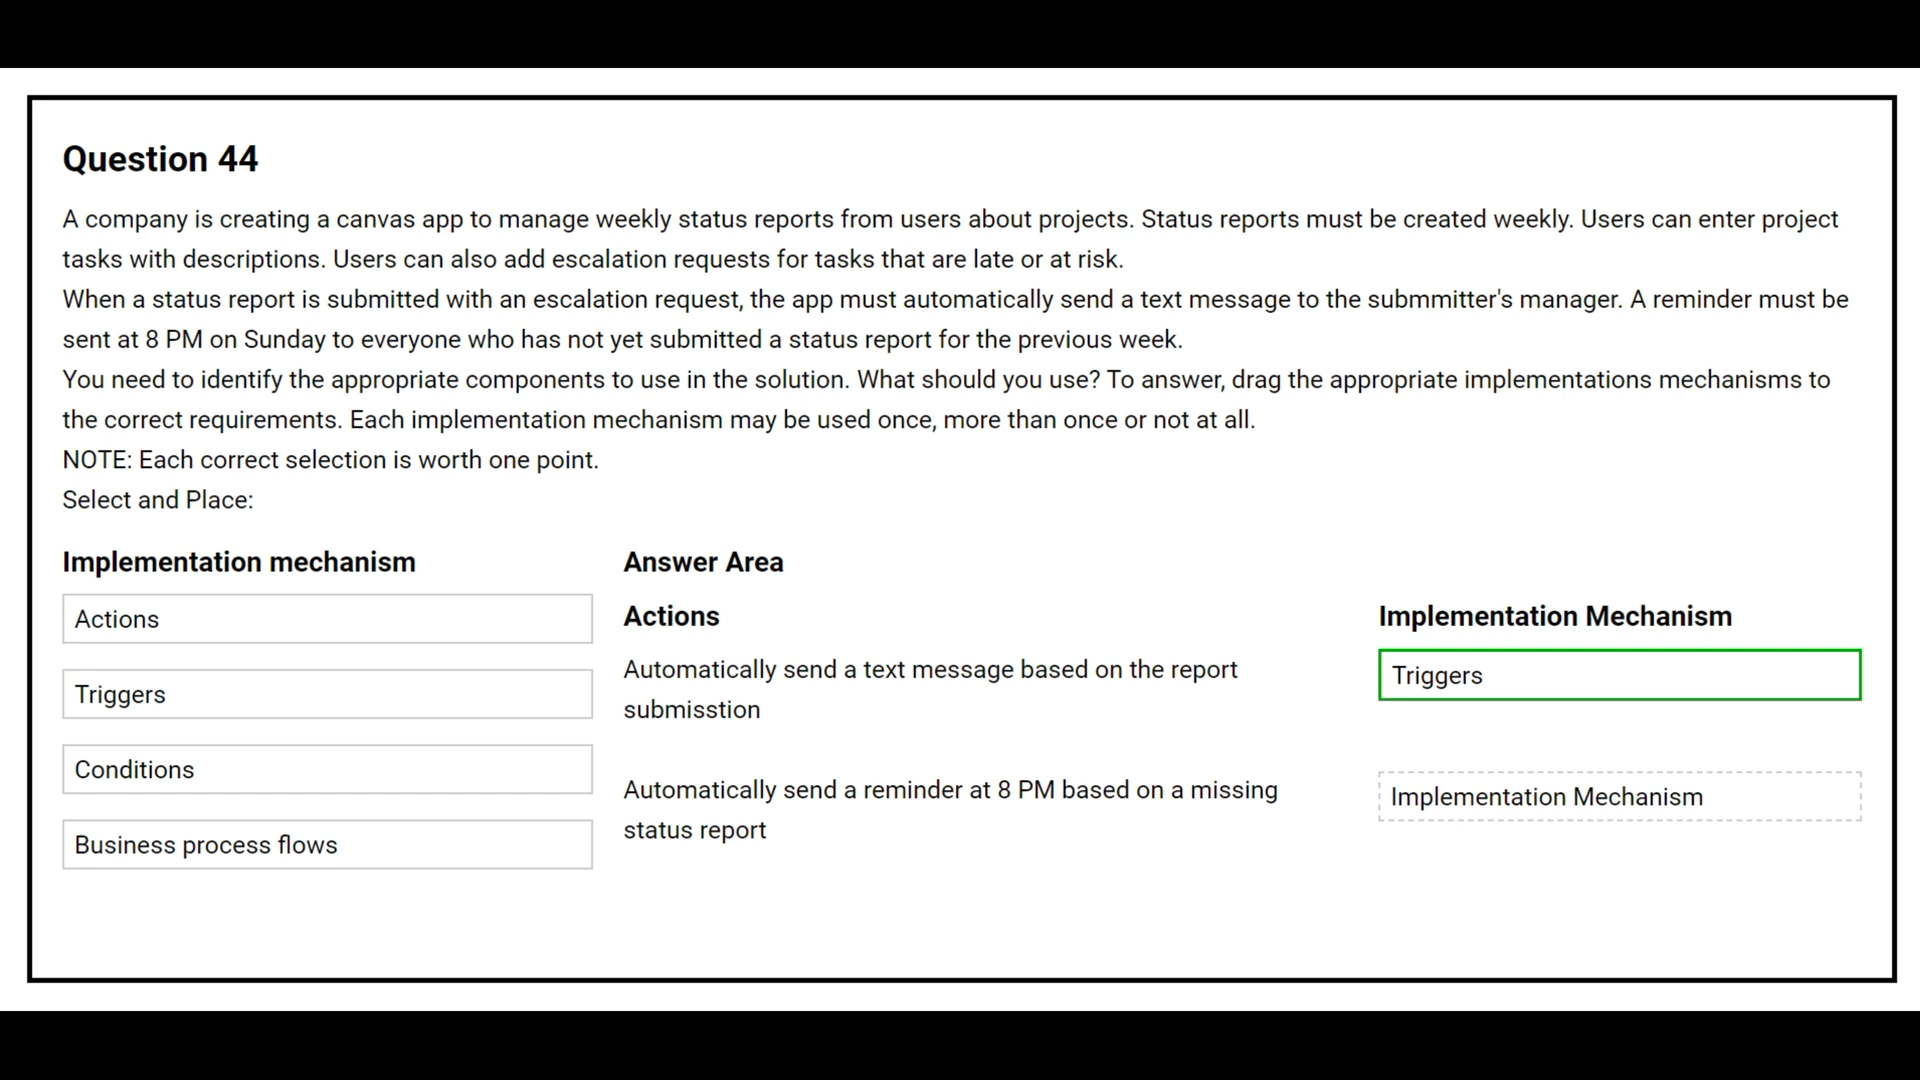 Question 44
A company is creating a canvas app to manage weekly status reports from users about projects. Status reports must be created weekly. Users can enter project
tasks with descriptions. Users can also add escalation requests for tasks that are late or at risk.
When a status report is submitted with an escalation request, the app must automatically send a text message to the submmitter's manager. A reminder must be
sent at 8 PM on Sunday to everyone who has not yet submitted a status report for the previous week.
You need to identify the appropriate components to use in the solution. What should you use? To answer, drag the appropriate implementations mechanisms to
the correct requirements. Each implementation mechanism may be used once, more than once or not at all.
NOTE: Each correct selection is worth one point.
Select and Place:
Implementation mechanism
Actions
Triggers
Conditions
Business process flows
Answer Area
Actions
Automatically send a text message based on the report
submisstion
Automatically send a reminder at 8 PM based on a missing
status report
Implementation Mechanism
Triggers
Implementation Mechanism